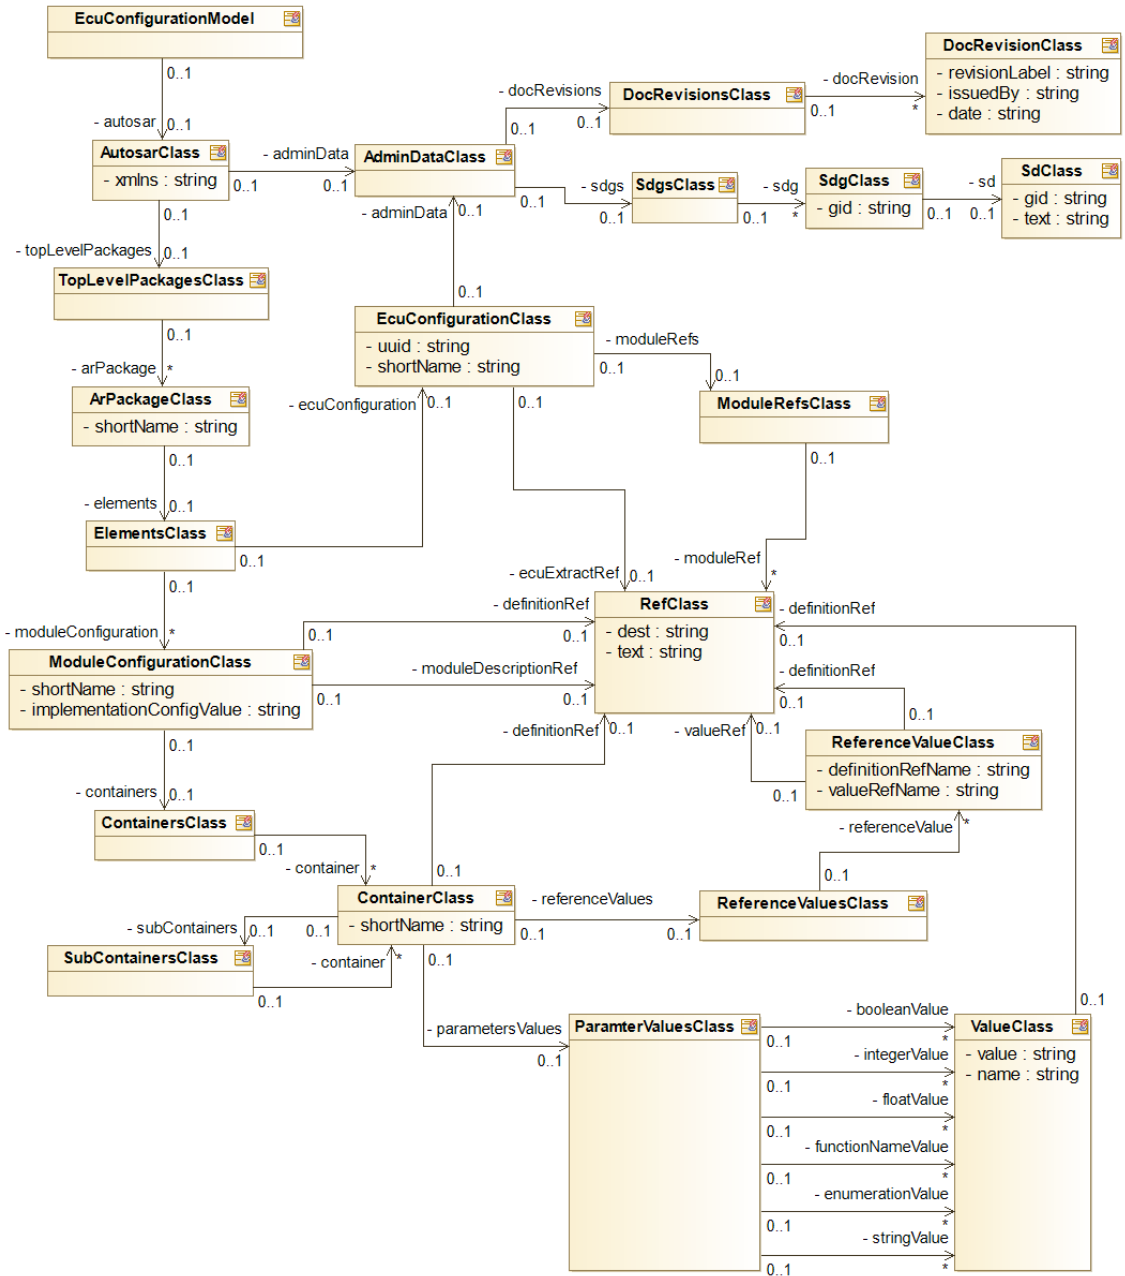 EcuConfigurationModel
0..1
- autosar
0..1
AutosarClass
- xmlns : string
0..1
- adminData
0..1
0..1
- topLevelPackages
0..1
TopLevelPackagesClass
0..1
- arPackage
*
ArPackageClass
- shortName : string
0..1
- elements
0..1
ElementsClass
0..1
0..1
- moduleConfiguration
*
ModuleConfigurationClass
- shortName : string
- implementationConfigValue : string
0..1
- definitionRef
0..1
0..1
- moduleDescriptionRef
0..1
0..1
- containers
0..1
ContainersClass
0..1
- container
*
AdminDataClass
0..1
- docRevisions
0..1
DocRevisionsClass
0..1
- docRevision
*
DocRevisionClass
- revisionLabel : string
- issuedBy : string
- date : string
0..1
- sdgs
0..1
SdgsClass
0..1
- sdg
*
SdgClass
- gid : string
0..1
- sd
0..1
SdClass
- gid : string
- text : string
- adminData
0..1
0..1
EcuConfigurationClass
- uuid : string
- shortName : string
- ecuConfiguration
0..1
0..1
- moduleRefs
0..1
0..1
ModuleRefsClass
0..1
- moduleRef
*
- ecuExtractRef
0..1
RefClass
- dest : string
- text : string
- definitionRef
0..1
- definitionRef
0..1
- definitionRef
0..1
- valueRef
0..1
0..1
ReferenceValueClass
- definitionRefName : string
- valueRefName : string
0..1
- referenceValue
*
0..1
ReferenceValuesClass
0..1
ContainerClass
- shortName : string
- referenceValues
0..1
0..1
- subContainers
0..1
0..1
SubContainersClass
- container
*
0..1
0..1
- parametersValues
0..1
ParamterValuesClass
- booleanValue
0..1
*
- integerValue
0..1
*
- floatValue
0..1
*
- functionNameValue
0..1
*
- enumerationValue
0..1
*
- stringValue
0..1
*
0..1
ValueClass
- value : string
- name : string